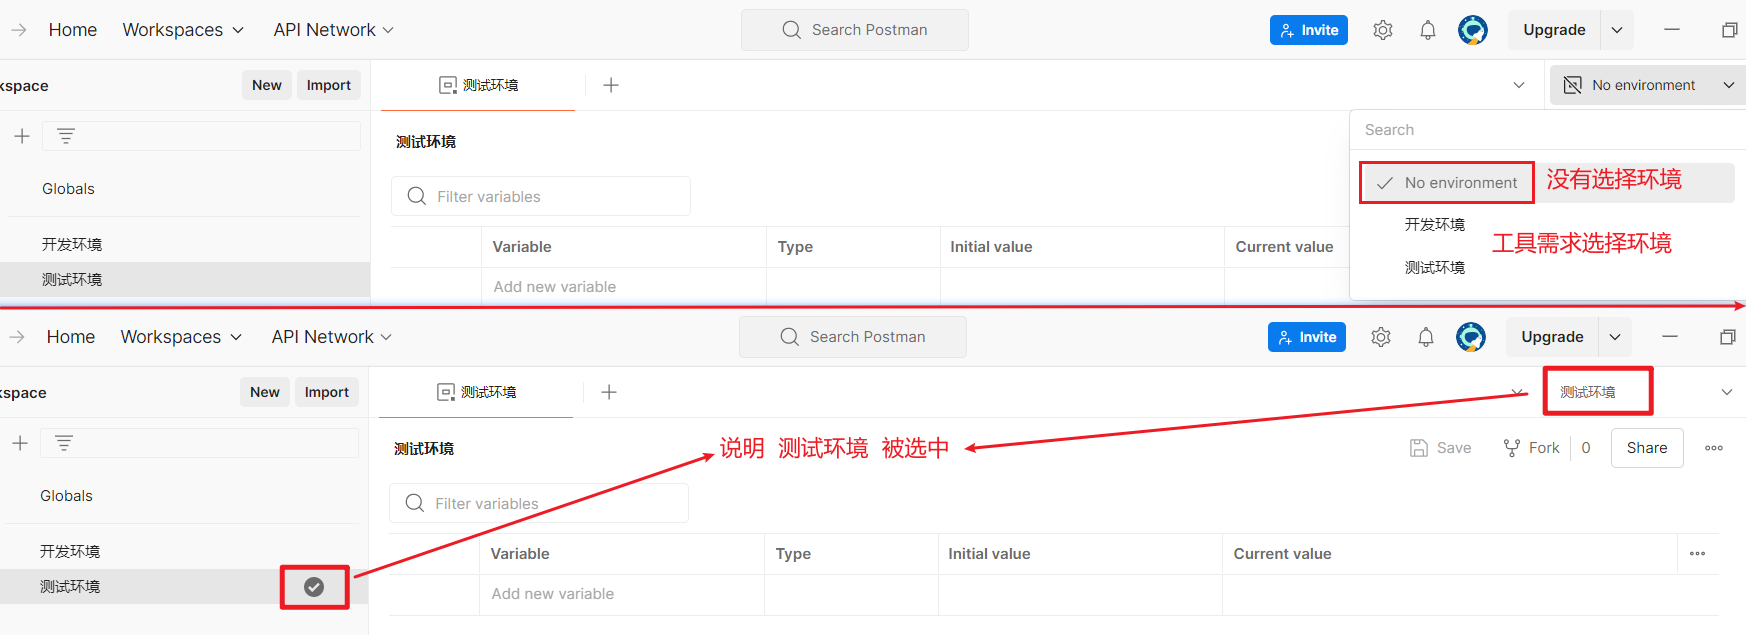 Home Workspaces API Network Search Postman Invite Upgrade
kspace New Import 测试环境 No environment
测试环境 Search
Globals Filter variables No environment 没有选择环境
开发环境 Variable Type Initial value Current value 开发环境 工具需求选择环境
测试环境 Add new variable 测试环境
Home Workspaces API Network Search Postman Invite Upgrade
kspace New Import 测试环境 测试环境
测试环境 说明 测试环境 被选中 Save Fork 0 Share
Globals Filter variables
开发环境 Variable Type Initial value Current value
测试环境 Add new variable